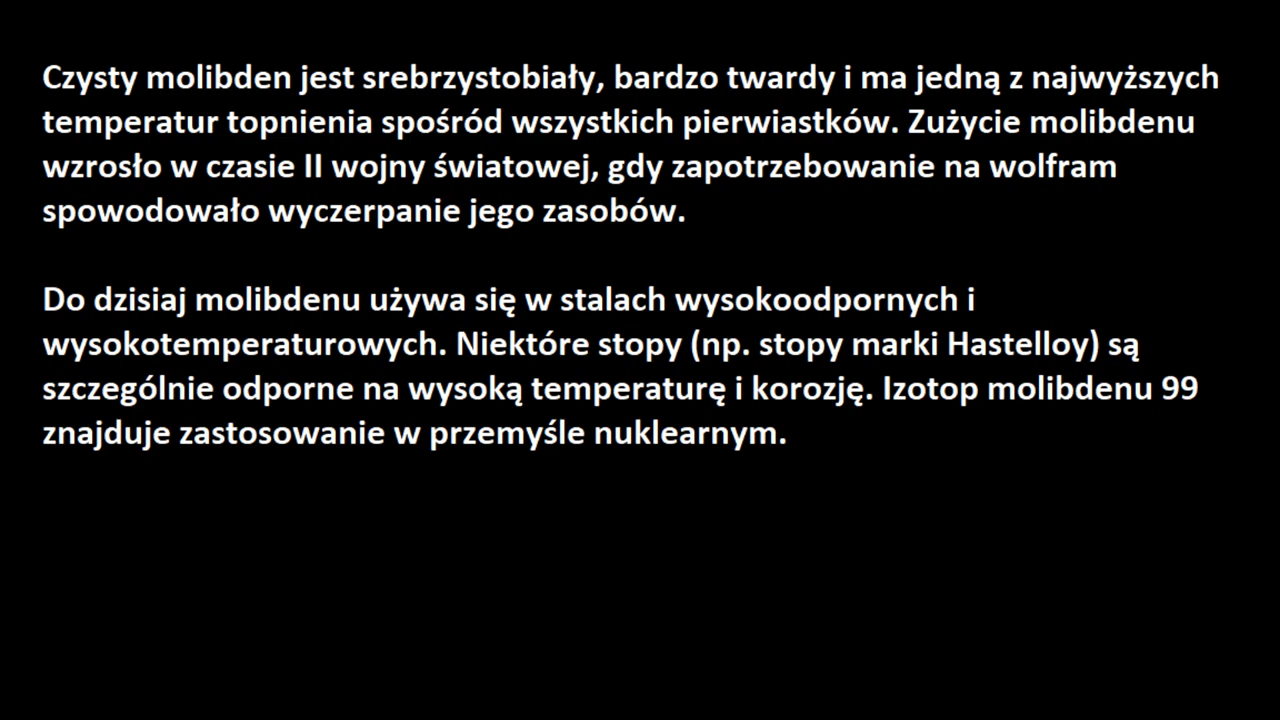 Czysty molibden jest srebrzystobiały, bardzo twardy i ma jedną z najwyższych
temperatur topnienia spośród wszystkich pierwiastków. Zużycie molibdenu
wzrosło w czasie II wojny światowej, gdy zapotrzebowanie na wolfram
spowodowało wyczerpanie jego zasobów.
Do dzisiaj molibdenu używa się w stalach wysokoodpornych i
wysokotemperaturowych. Niektóre stopy (np. stopy marki Hastelloy) są
szczególnie odporne na wysoką temperaturę i korozję. Izotop molibdenu 99
znajduje zastosowanie w przemyśle nuklearnym.